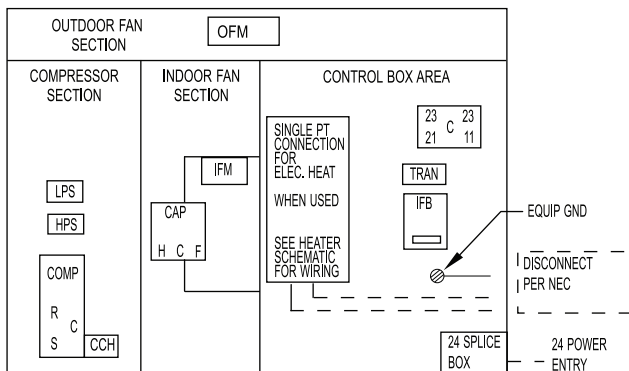 OUTDOOR FAN
SECTION
OFM
COMPRESSOR
SECTION
LPS
HPS
COMP
R
C
S
CCH
INDOOR FAN
SECTION
IFM
CAP
H C F
CONTROL BOX AREA
SINGLE PT
CONNECTION
FOR
ELEC. HEAT
WHEN USED
SEE HEATER
SCHEMATIC
FOR WIRING
23 C 23
21 11
TRAN
IFB
EQUIP GND
DISCONNECT
PER NEC
24 SPLICE
BOX
24 POWER
ENTRY